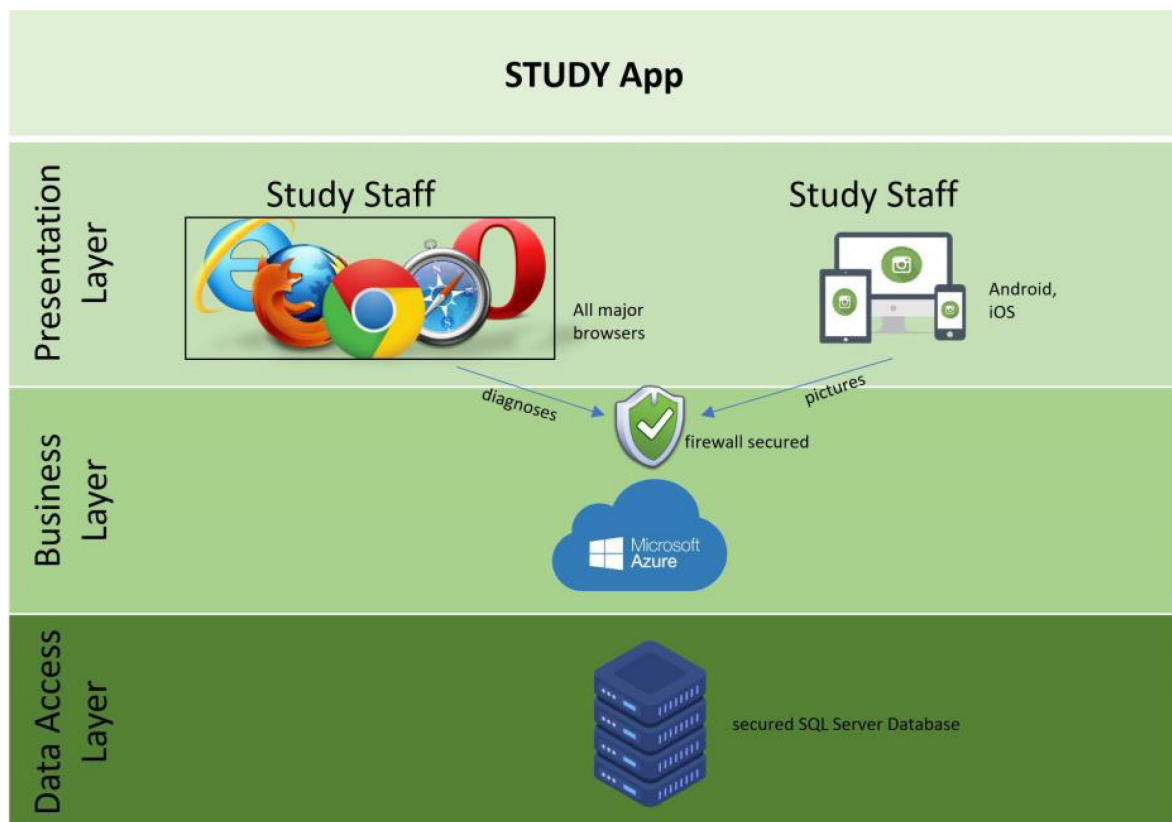 STUDY App
Presentation
Layer
Study Staff
All major
browsers
Study Staff
Android,
iOS
diagnoses
pictures
Business
Layer
firewall secured
Microsoft
Azure
Data Access
Layer
secured SQL Server Database